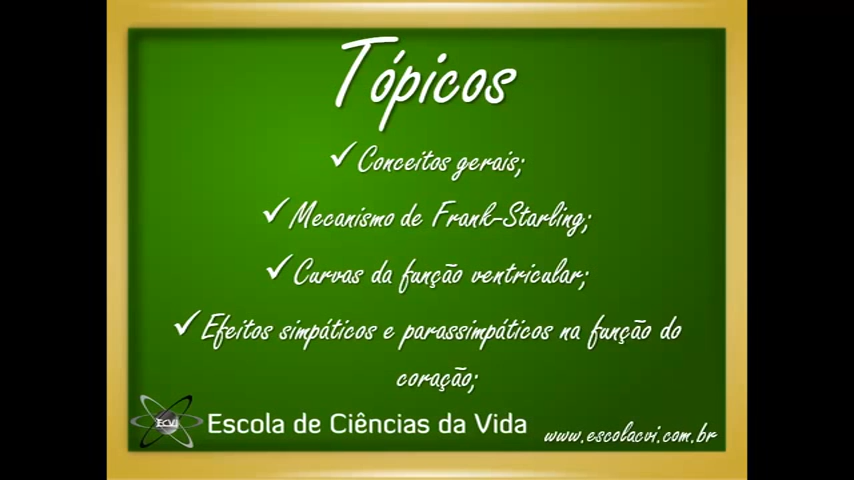 Tópicos
✓Conceitos gerais;
✓Mecanismo de Frank-Starling;
✓Curvas da função ventricular;
✓Efeitos simpáticos e parassimpáticos na função do
coração;
ECVI Escola de Ciências da Vida
www.escolacvi.com.br